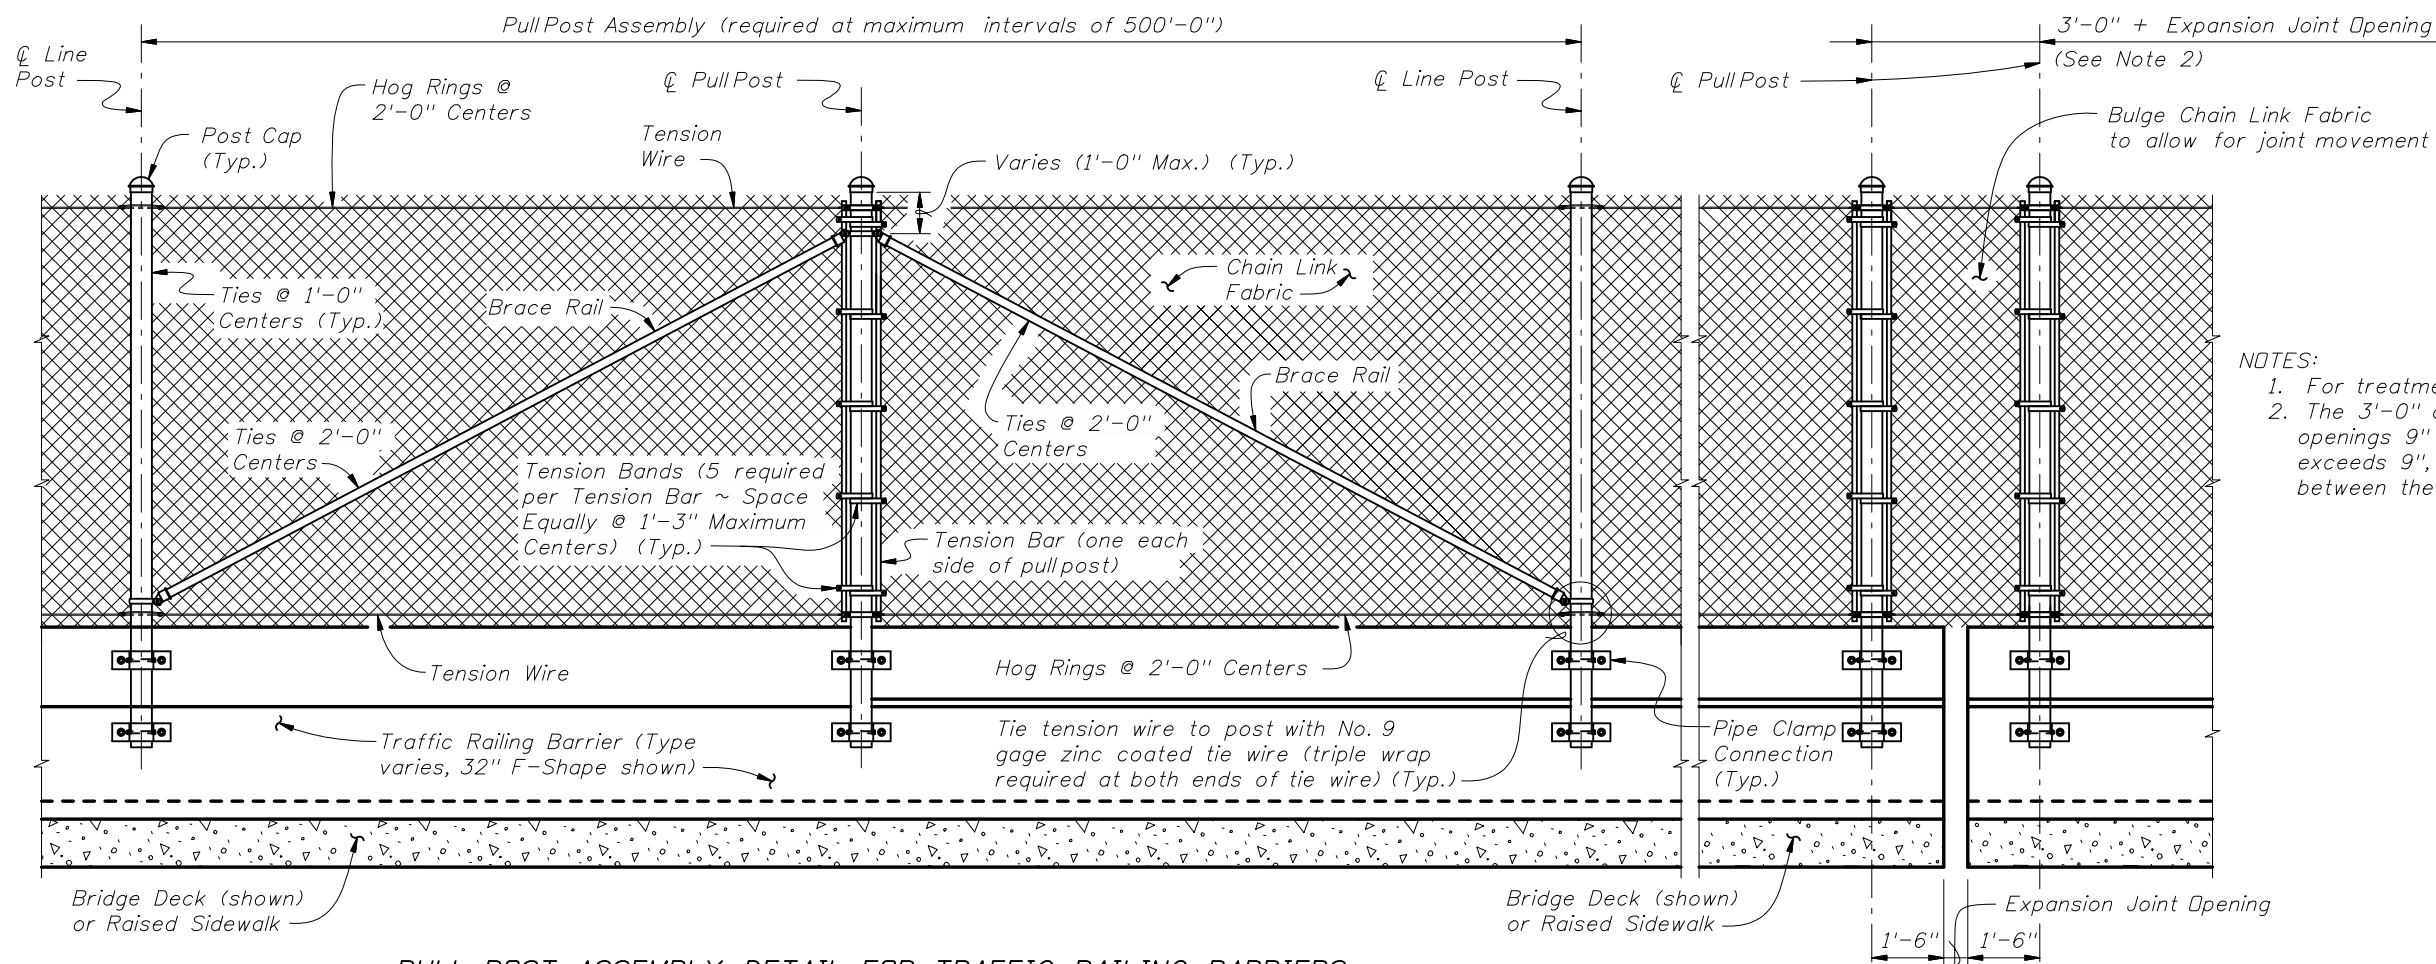 Pull Post Assembly (required at maximum intervals of 500'-0")
3'-0" + Expansion Joint Opening
(See Note 2)
℄ Line
Post
Hog Rings @
2'-0" Centers
℄ Pull Post
℄ Line Post
℄ Pull Post
Post Cap
(Typ.)
Tension
Wire
Varies (1'-0" Max.) (Typ.)
Bulge Chain Link Fabric
to allow for joint movement
Ties @ 1'-0"
Centers (Typ.)
Brace Rail
Chain Link
Fabric
Brace Rail
Ties @ 2'-0"
Centers
Ties @ 2'-0"
Centers
Tension Bands (5 required
per Tension Bar ~ Space
Equally @ 1'-3" Maximum
Centers) (Typ.)
Tension Bar (one each
side of pull post)
NOTES:
1. For treatme
2. The 3'-0"
openings 9"
exceeds 9",
between the
Tension Wire
Hog Rings @ 2'-0" Centers
Traffic Railing Barrier (Type
varies, 32" F-Shape shown)
Tie tension wire to post with No. 9
gage zinc coated tie wire (triple wrap
required at both ends of tie wire) (Typ.)
Pipe Clamp
Connection
(Typ.)
Bridge Deck (shown)
or Raised Sidewalk
Bridge Deck (shown)
or Raised Sidewalk
Expansion Joint Opening
1'-6" 1'-6"
PULL POST ASSEMBLY DETAIL FOR TRAFFIC RAILING BARRIERS